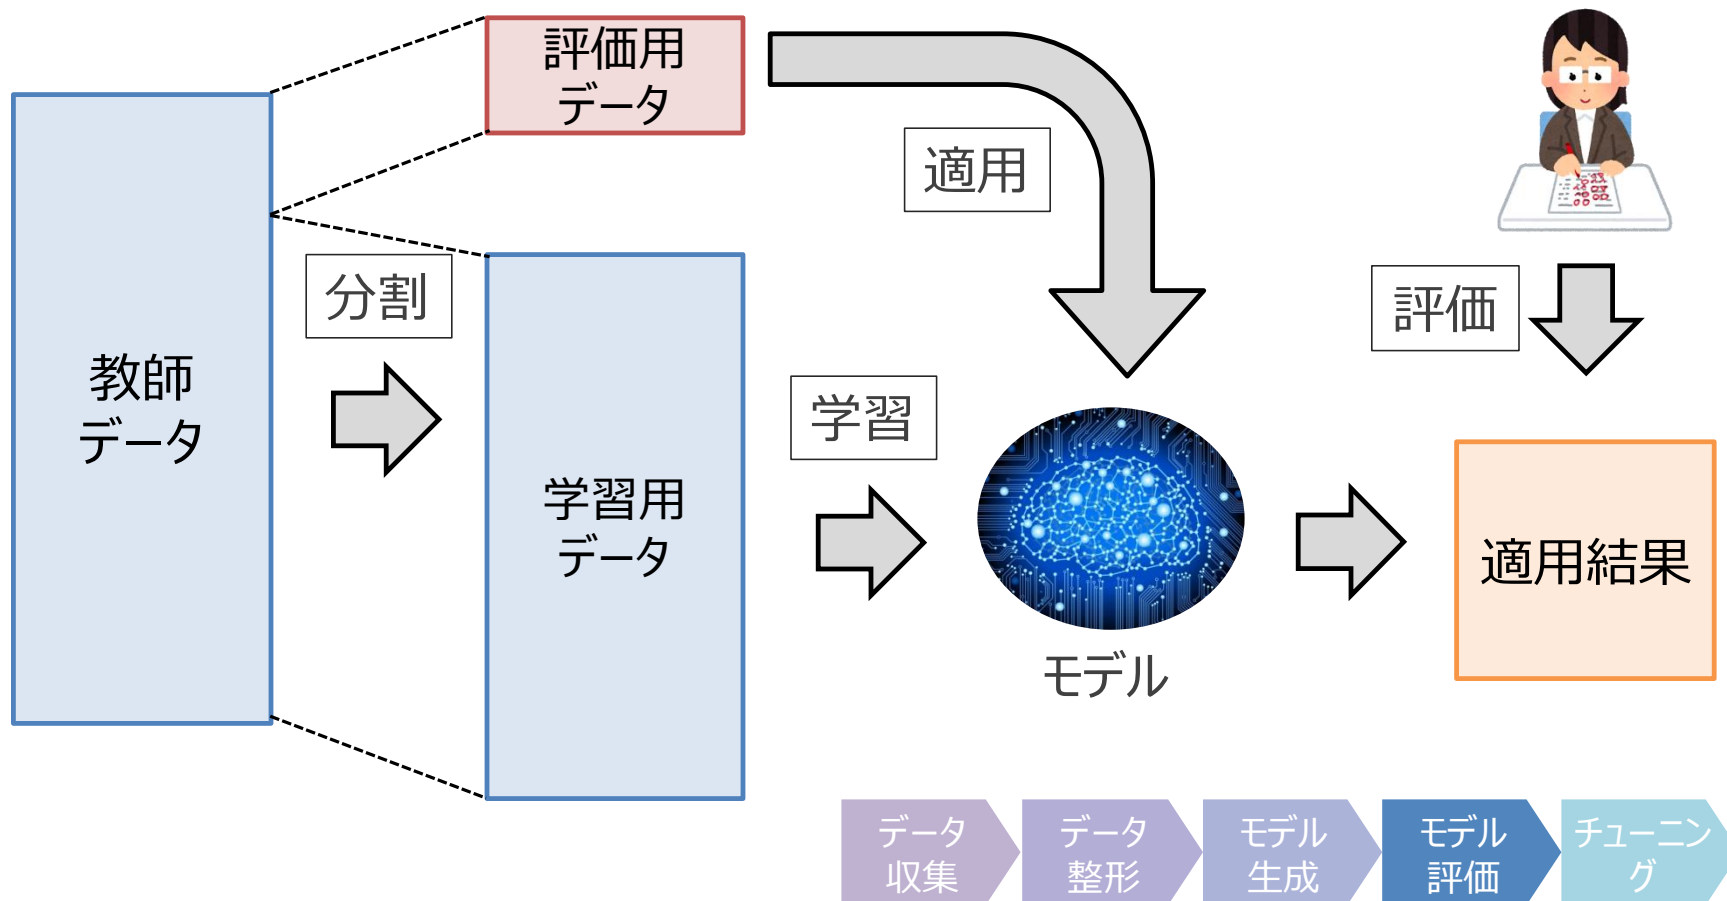 評価用
データ
適用
分割
評価
教師
データ
学習
学習用
データ
適用結果
モデル
データ
収集
データ
整形
モデル
生成
モデル
評価
チューニン
グ